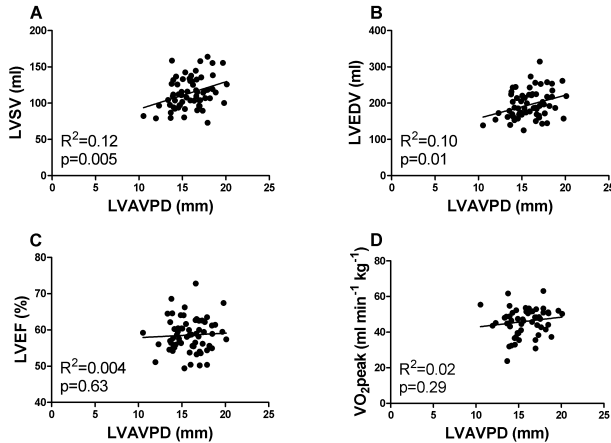 A
LVSV (ml)
200
150
100
50
0
R²=0.12
p=0.005
0 5 10 15 20 25
LVAVPD (mm)
B
LVEDV (ml)
400
300
200
100
0
R²=0.10
p=0.01
0 5 10 15 20 25
LVAVPD (mm)
C
LVEF (%)
80
70
60
50
40
R²=0.004
p=0.63
0 5 10 15 20 25
LVAVPD (mm)
D
VO₂peak (ml min⁻¹ kg⁻¹)
80
60
40
20
0
R²=0.02
p=0.29
0 5 10 15 20 25
LVAVPD (mm)